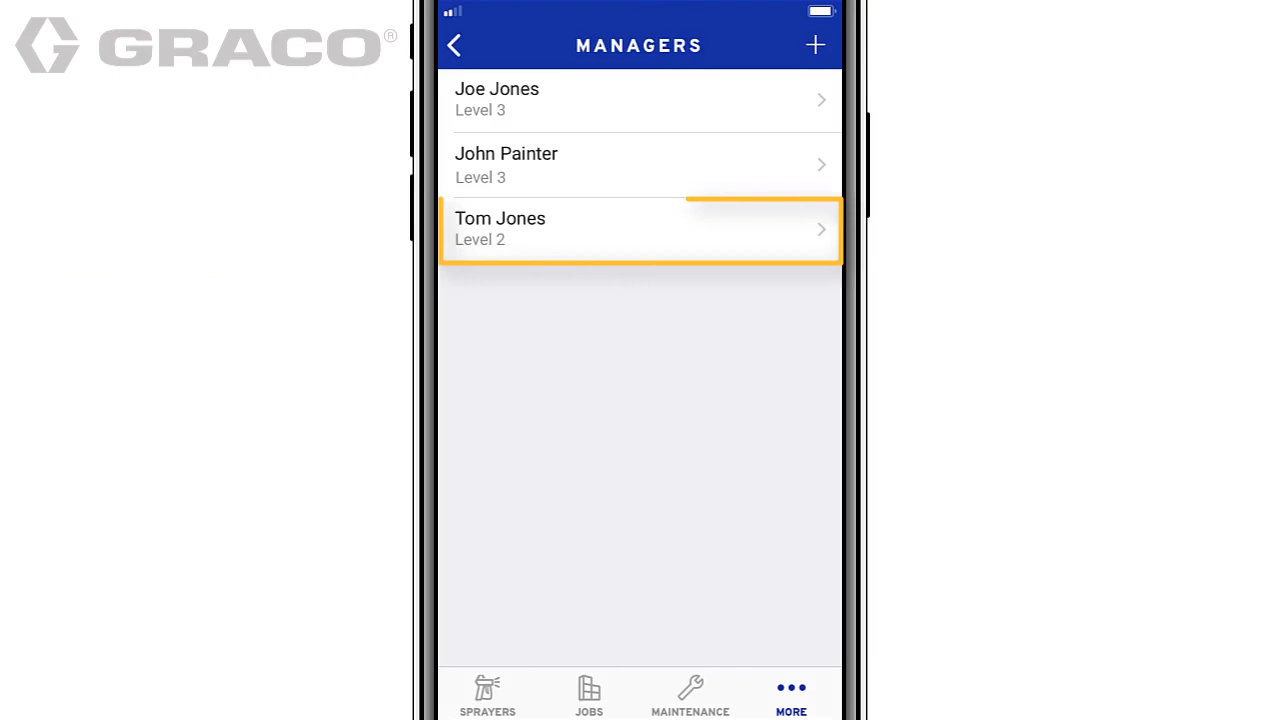 GRACO®
MANAGERS
Joe Jones
Level 3
John Painter
Level 3
Tom Jones
Level 2
SPRAYERS
JOBS
MAINTENANCE
MORE